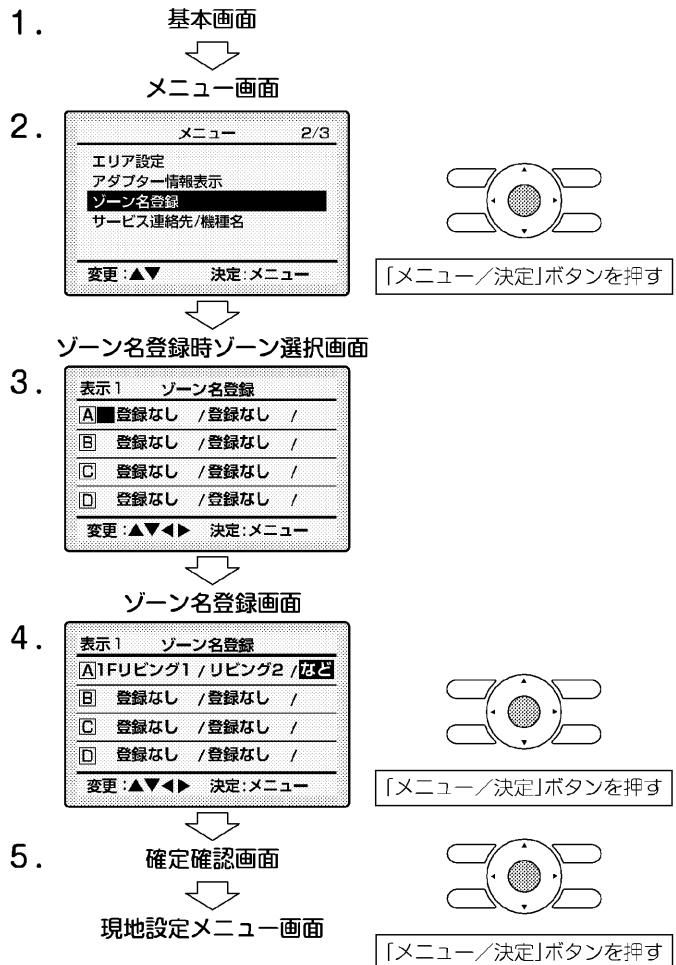 1. 基本画面
メニュー画面
2.
メニュー 2/3
エリア設定
アダプター情報表示
ゾーン名登録
サービス連絡先/機種名
変更:▲▼ 決定:メニュー
「メニュー/決定」ボタンを押す
ゾーン名登録時ゾーン選択画面
3.
表示1 ゾーン名登録
A 登録なし /登録なし /
B 登録なし /登録なし /
C 登録なし /登録なし /
D 登録なし /登録なし /
変更:▲▼◀▶ 決定:メニュー
ゾーン名登録画面
4.
表示1 ゾーン名登録
A 1Fリビング1 /リビング2 /など
B 登録なし /登録なし /
C 登録なし /登録なし /
D 登録なし /登録なし /
変更:▲▼◀▶ 決定:メニュー
「メニュー/決定」ボタンを押す
5. 確定確認画面
現地設定メニュー画面
「メニュー/決定」ボタンを押す